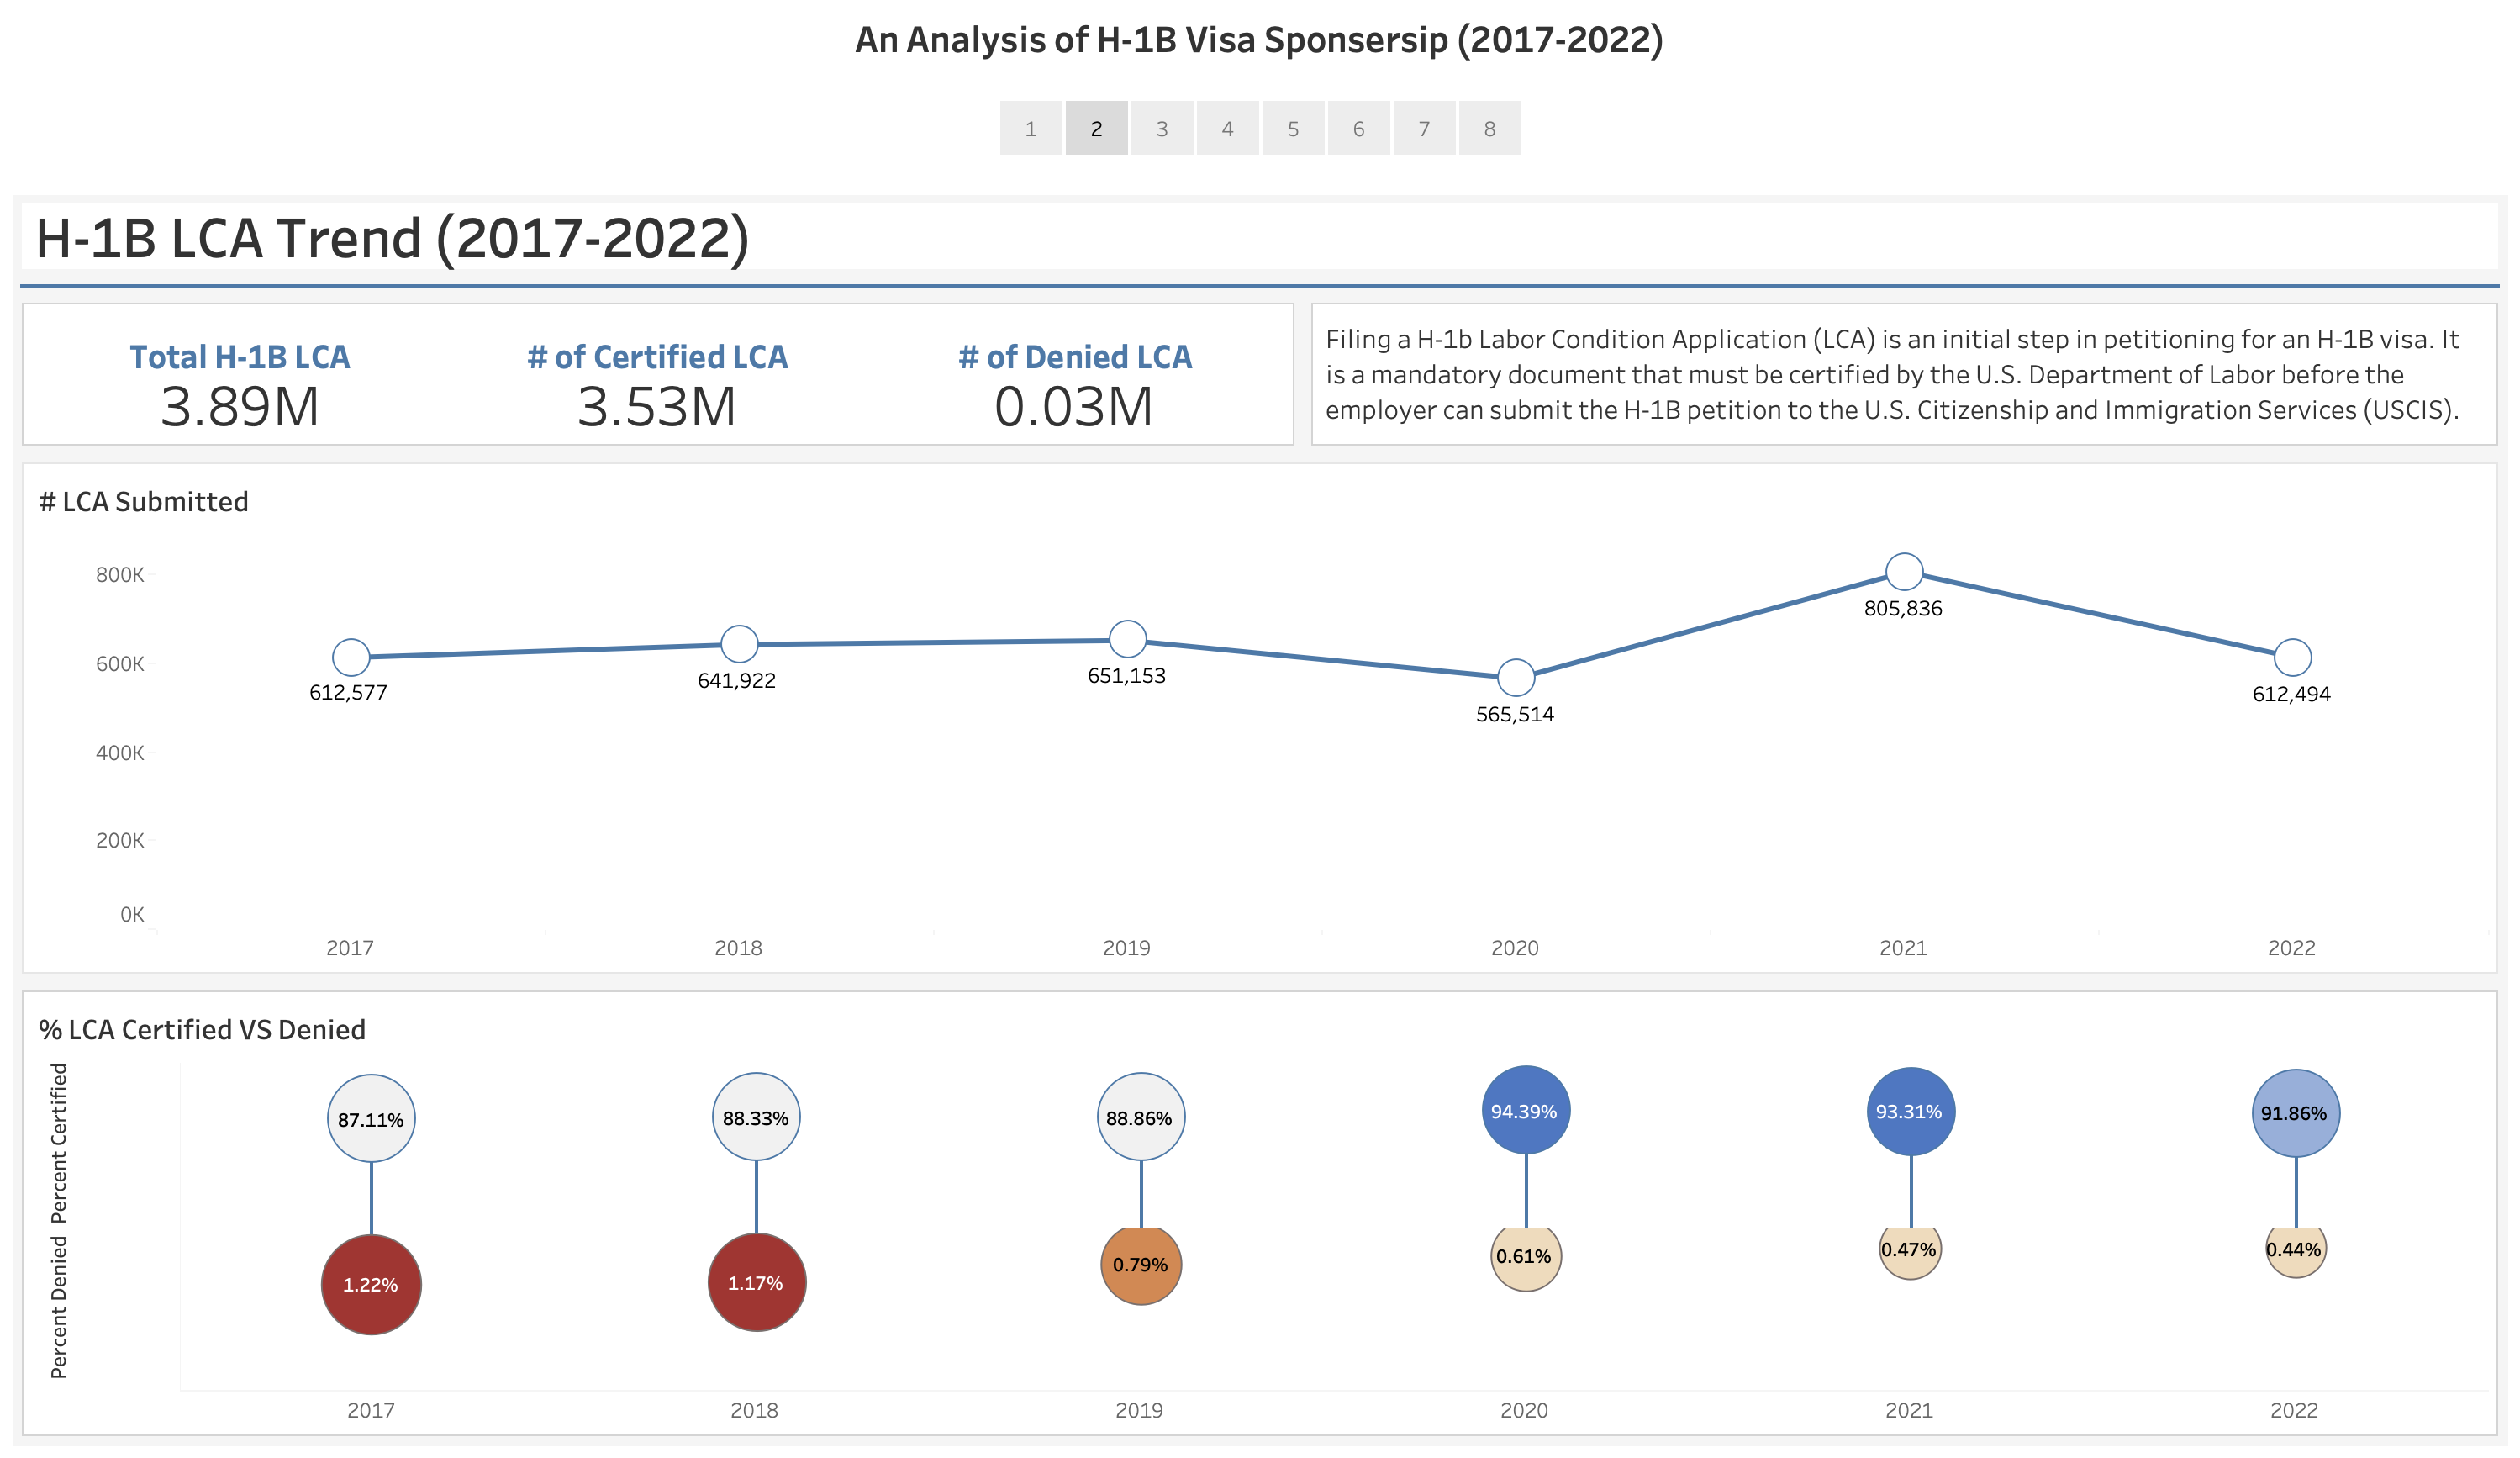 An Analysis of H-1B Visa Sponsersip (2017-2022)
1 2 3 4 5 6 7 8
H-1B LCA Trend (2017-2022)
Total H-1B LCA
3.89M
# of Certified LCA
3.53M
# of Denied LCA
0.03M
Filing a H-1b Labor Condition Application (LCA) is an initial step in petitioning for an H-1B visa. It
is a mandatory document that must be certified by the U.S. Department of Labor before the
employer can submit the H-1B petition to the U.S. Citizenship and Immigration Services (USCIS).
# LCA Submitted
800K
600K
400K
200K
0K
612,577
641,922
651,153
565,514
805,836
612,494
2017 2018 2019 2020 2021 2022
% LCA Certified VS Denied
Percent Certified
87.11% 88.33% 88.86% 94.39% 93.31% 91.86%
Percent Denied
1.22% 1.17% 0.79% 0.61% 0.47% 0.44%
2017 2018 2019 2020 2021 2022